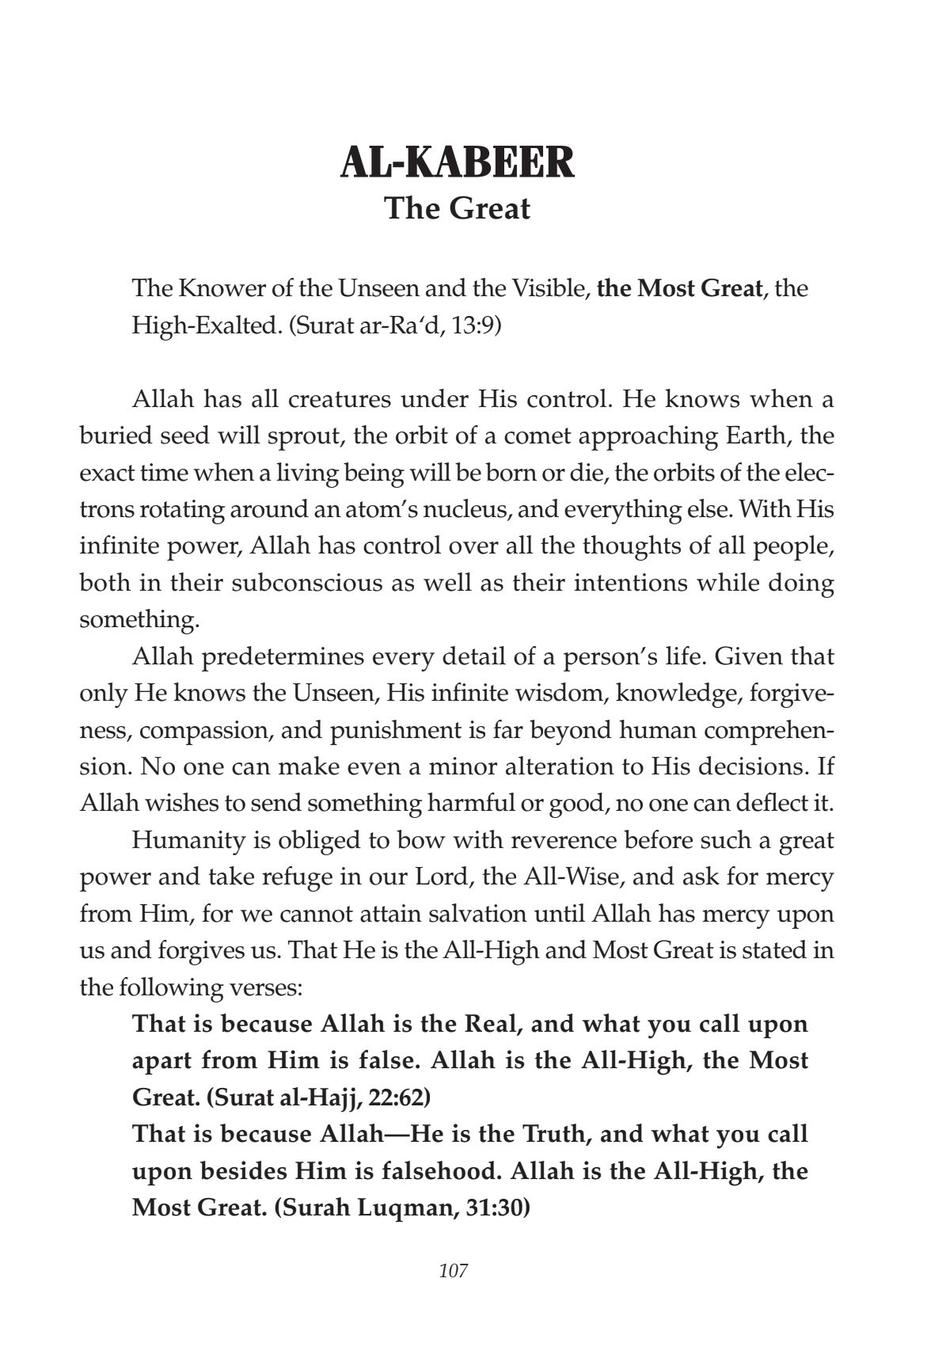 AL-KABEER
The Great
The Knower of the Unseen and the Visible, the Most Great, the
High-Exalted. (Surat ar-Ra‘d, 13:9)
Allah has all creatures under His control. He knows when a
buried seed will sprout, the orbit of a comet approaching Earth, the
exact time when a living being will be born or die, the orbits of the elec-
trons rotating around an atom’s nucleus, and everything else. With His
infinite power, Allah has control over all the thoughts of all people,
both in their subconscious as well as their intentions while doing
something.
Allah predetermines every detail of a person’s life. Given that
only He knows the Unseen, His infinite wisdom, knowledge, forgive-
ness, compassion, and punishment is far beyond human comprehen-
sion. No one can make even a minor alteration to His decisions. If
Allah wishes to send something harmful or good, no one can deflect it.
Humanity is obliged to bow with reverence before such a great
power and take refuge in our Lord, the All-Wise, and ask for mercy
from Him, for we cannot attain salvation until Allah has mercy upon
us and forgives us. That He is the All-High and Most Great is stated in
the following verses:
That is because Allah is the Real, and what you call upon
apart from Him is false. Allah is the All-High, the Most
Great. (Surat al-Hajj, 22:62)
That is because Allah—He is the Truth, and what you call
upon besides Him is falsehood. Allah is the All-High, the
Most Great. (Surah Luqman, 31:30)
107